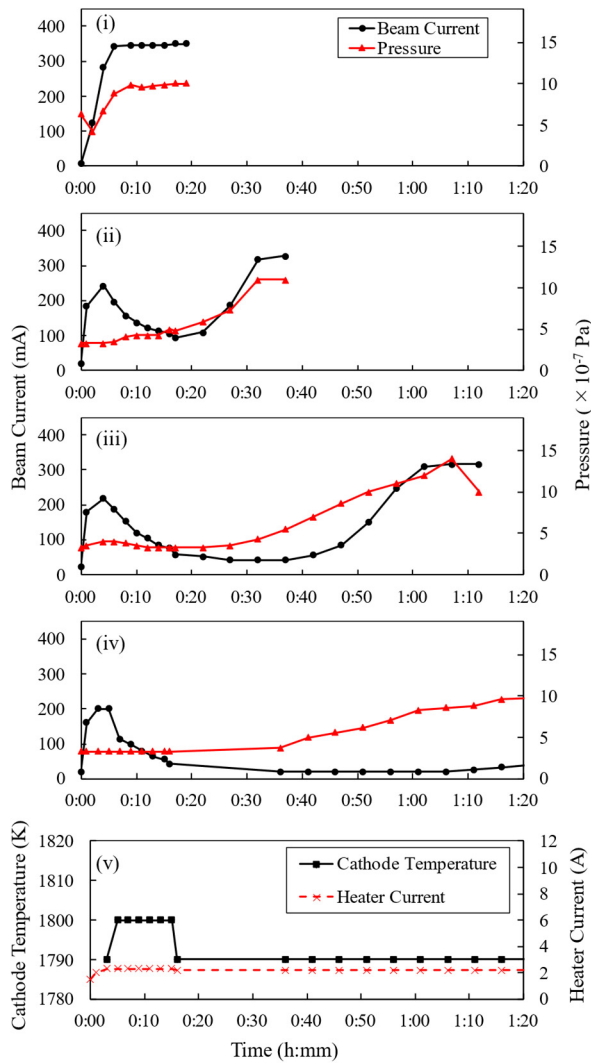 (i)
Beam Current
Pressure
400
300
200
100
0
15
10
5
0
0:00 0:10 0:20 0:30 0:40 0:50 1:00 1:10 1:20
(ii)
400
300
200
100
0
15
10
5
0
0:00 0:10 0:20 0:30 0:40 0:50 1:00 1:10 1:20
Beam Current (mA)
Pressure (×10⁻⁷ Pa)
(iii)
400
300
200
100
0
15
10
5
0
0:00 0:10 0:20 0:30 0:40 0:50 1:00 1:10 1:20
(iv)
400
300
200
100
0
15
10
5
0
0:00 0:10 0:20 0:30 0:40 0:50 1:00 1:10 1:20
(v)
Cathode Temperature
Heater Current
Cathode Temperature (K)
1820
1810
1800
1790
1780
12
10
8
6
4
2
0
Heater Current (A)
0:00 0:10 0:20 0:30 0:40 0:50 1:00 1:10 1:20
Time (h:mm)